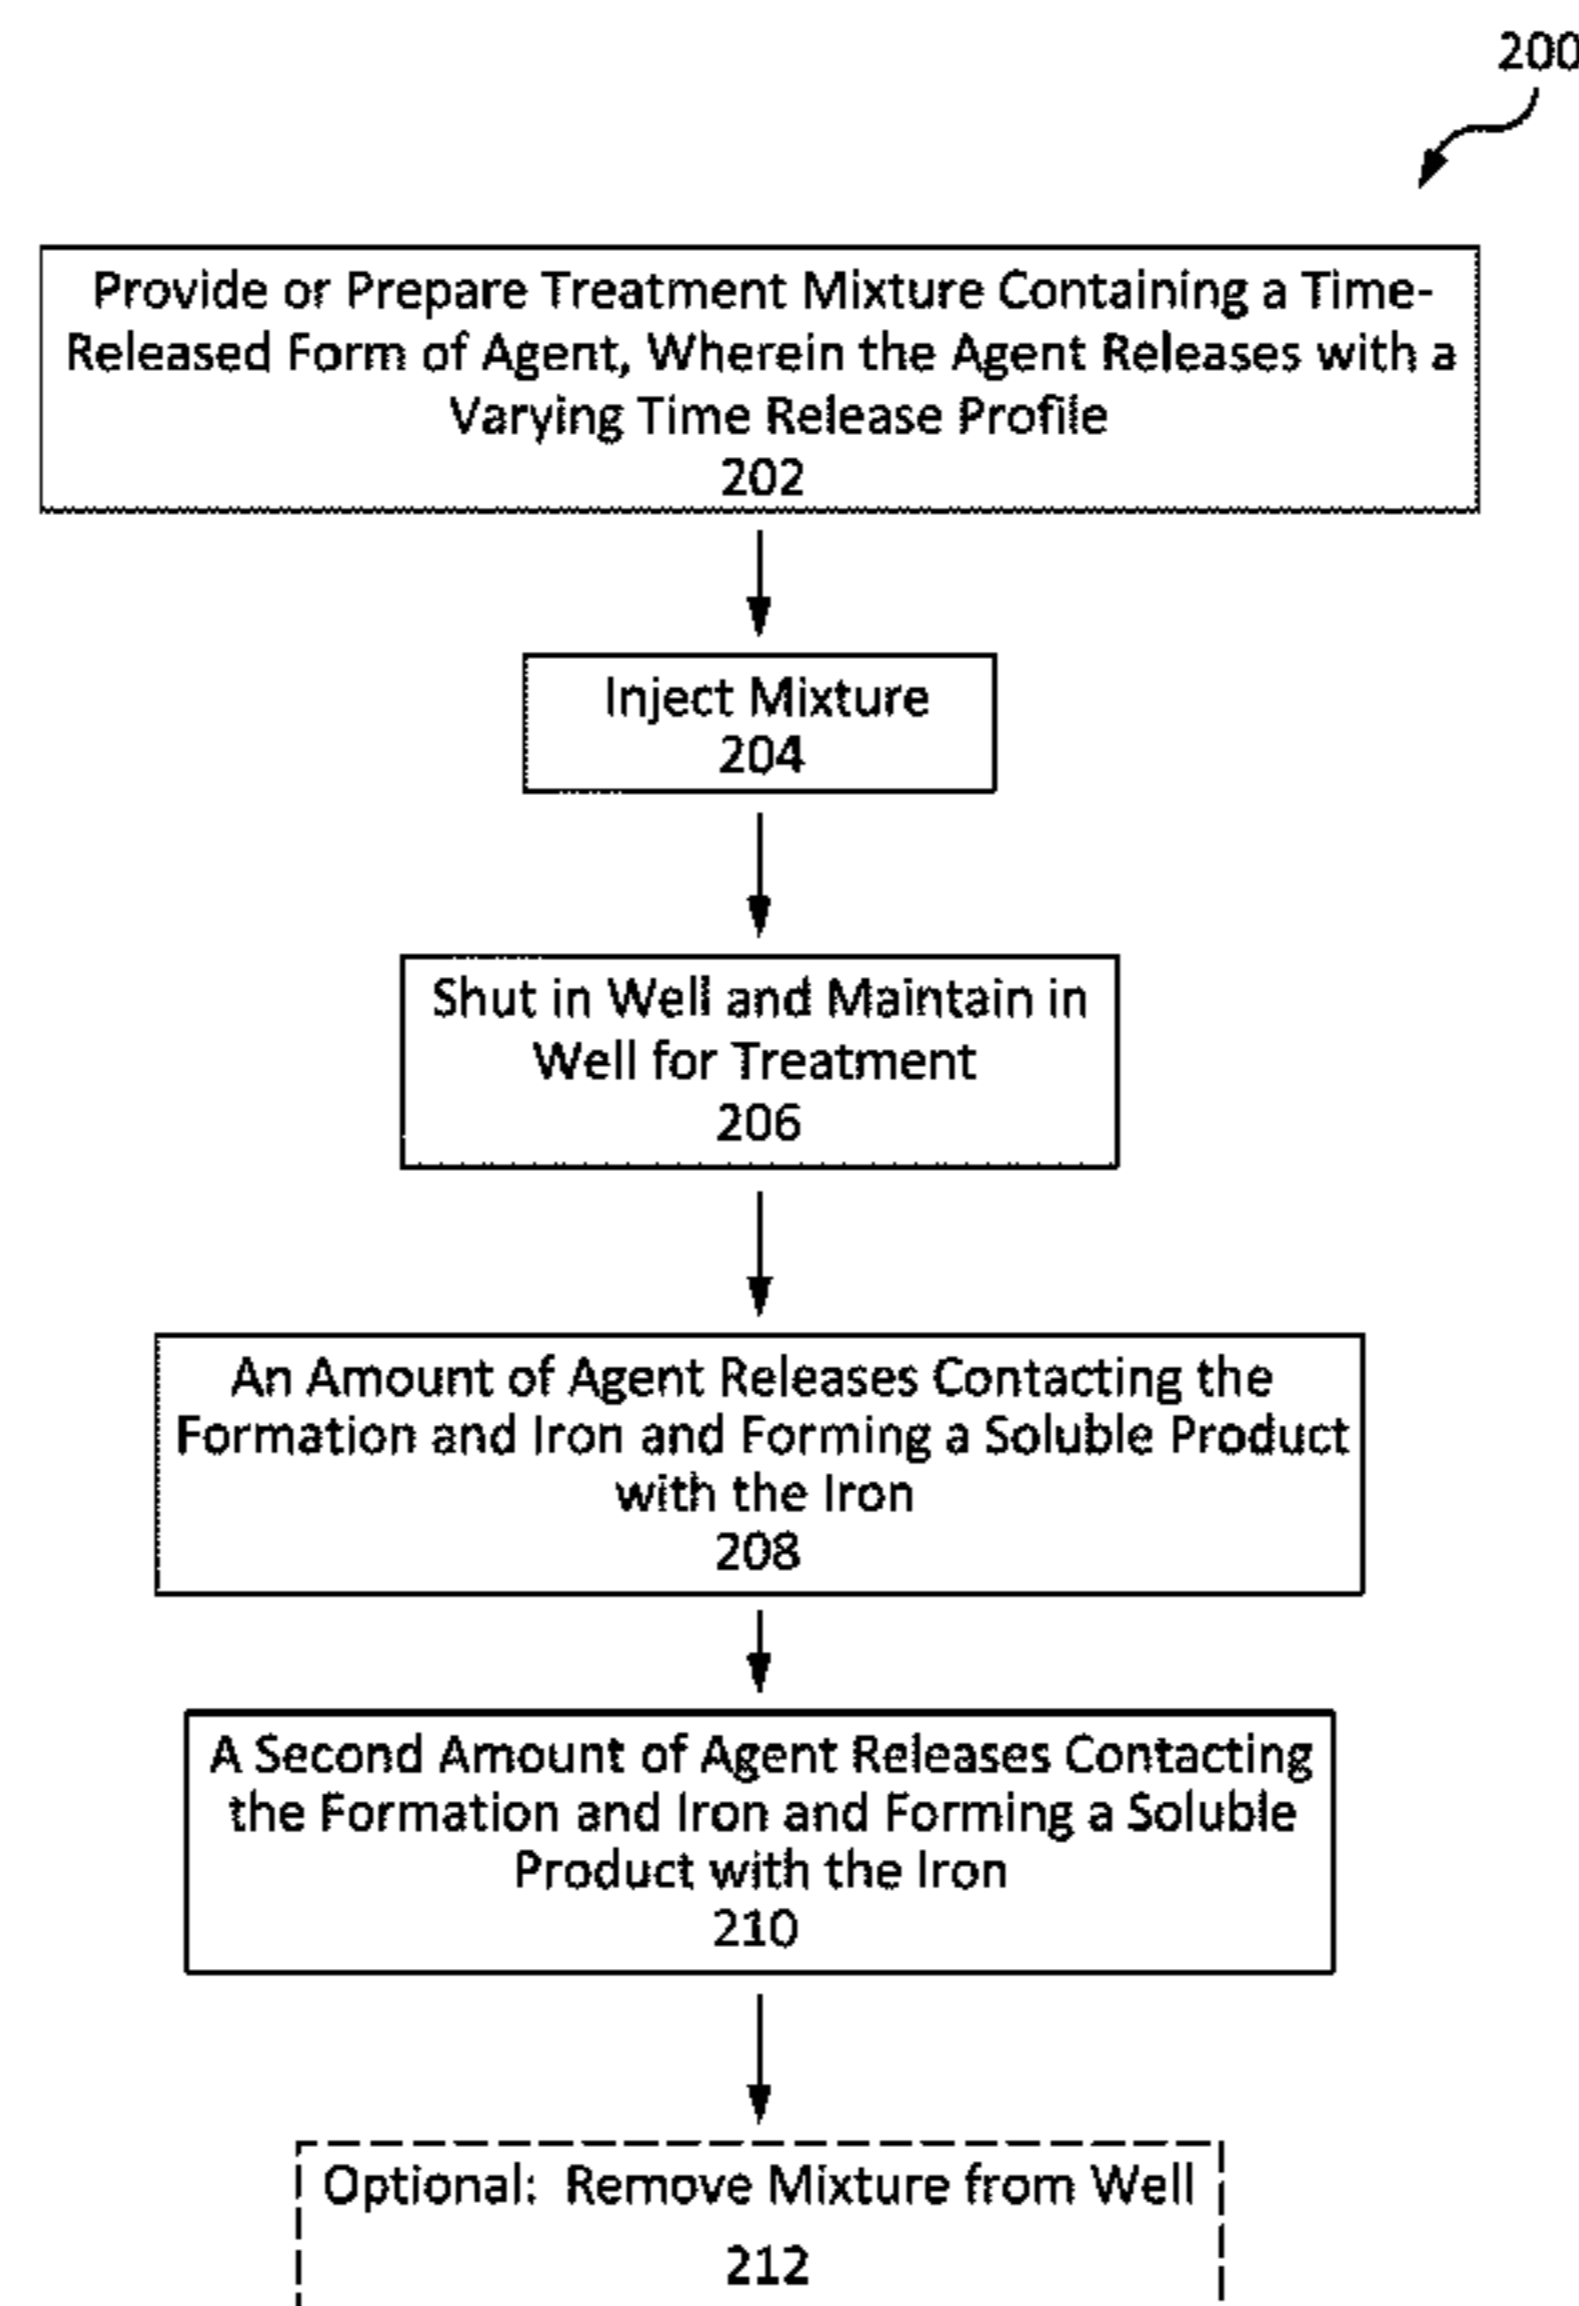 200
Provide or Prepare Treatment Mixture Containing a Time-
Released Form of Agent, Wherein the Agent Releases with a
Varying Time Release Profile
202
Inject Mixture
204
Shut in Well and Maintain in
Well for Treatment
206
An Amount of Agent Releases Contacting the
Formation and Iron and Forming a Soluble Product
with the Iron
208
A Second Amount of Agent Releases Contacting
the Formation and Iron and Forming a Soluble
Product with the Iron
210
Optional: Remove Mixture from Well
212